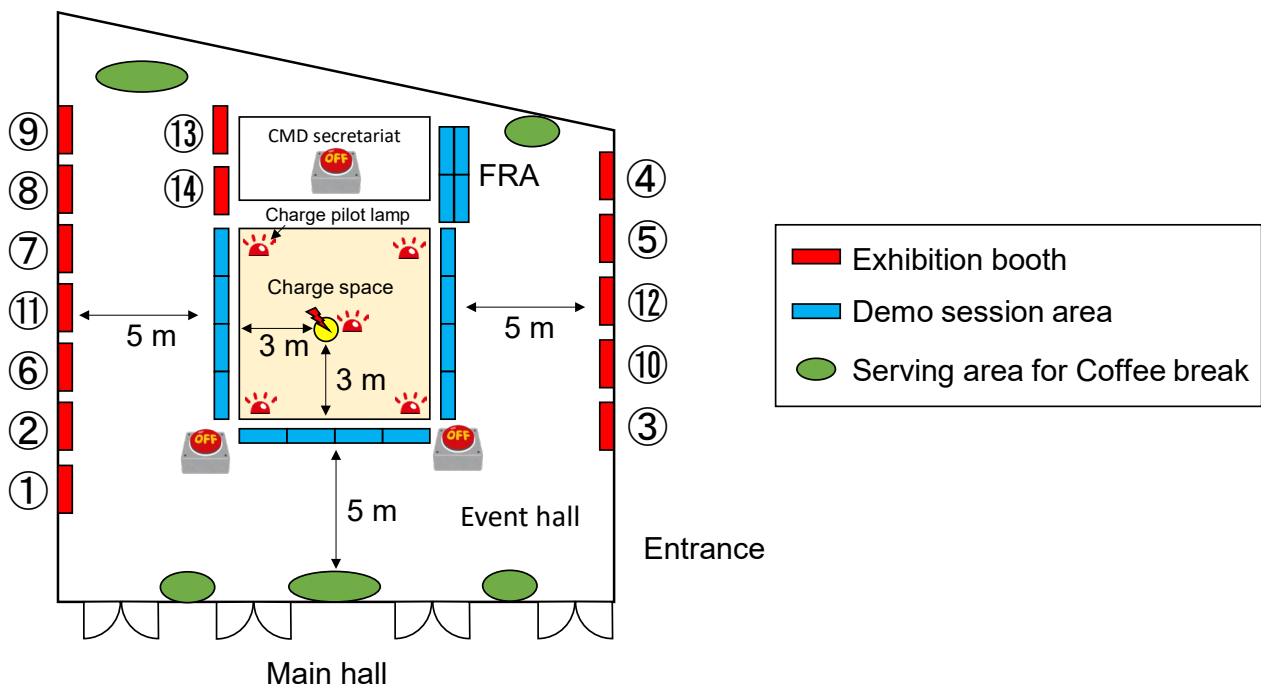 ⑨
⑬
CMD secretariat
OFF
FRA
④
⑧
⑭
Charge pilot lamp
⑤
⑦
Charge space
⑪
⑫
5 m
3 m
5 m
⑥
3 m
⑩
②
OFF
OFF
③
①
5 m
Event hall
Entrance
Main hall
Exhibition booth
Demo session area
Serving area for Coffee break